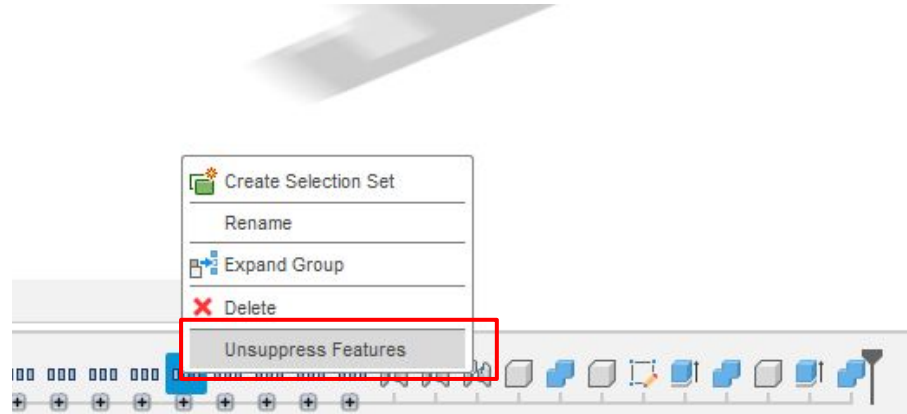 Create Selection Set
Rename
Expand Group
Delete
Unsuppress Features